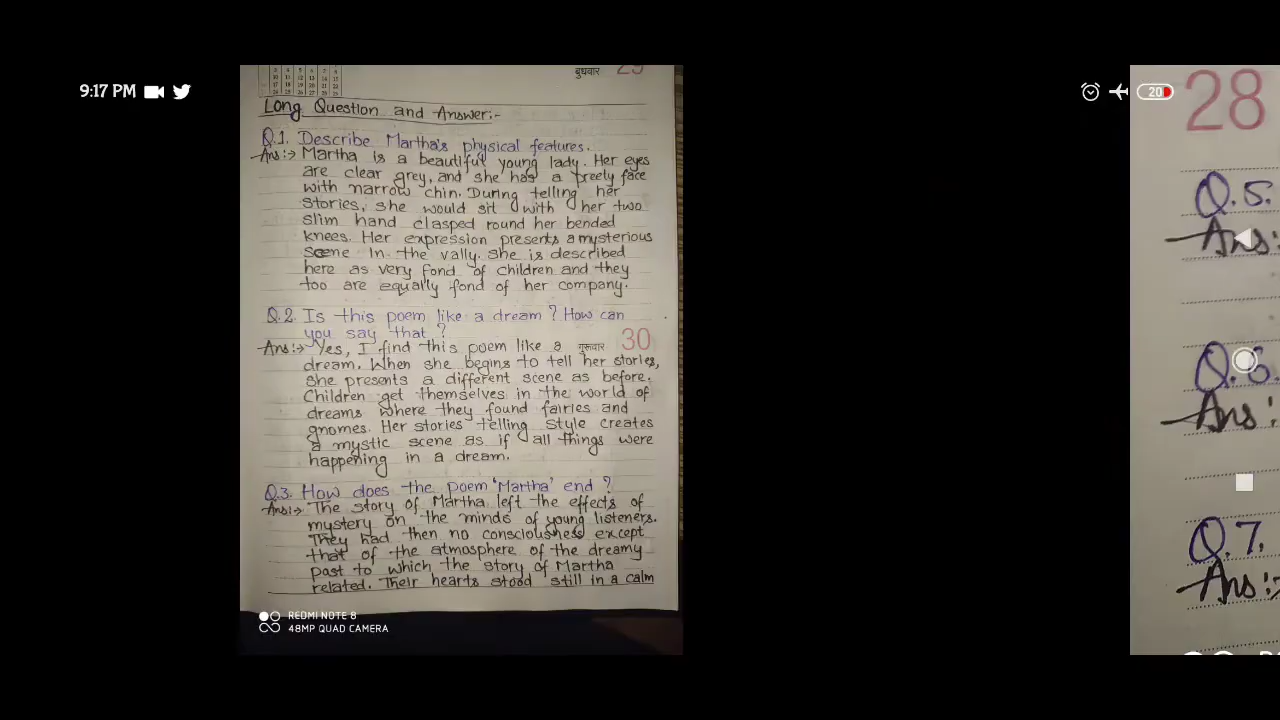 9:17 PM
20
बुधवार 29
Long Question and Answer:-
Q.1. Describe Martha's physical features.
Ans:-> Martha is a beautiful young lady. Her eyes
are clear grey, and she has a preety face
with narrow chin. During telling her
stories, she would sit with her two
slim hand clasped round her bended
knees. Her expression presents a mysterious
scene in the vally. She is described
here as very fond of children and they
too are equally fond of her company.
Q.2. Is this poem like a dream? How can
you say that?
गुरूवार 30
Ans:-> Yes, I find this poem like a
dream. When she begins to tell her stories,
she presents a different scene as before.
Children get themselves in the world of
dreams where they found fairies and
gnomes. Her stories telling style creates
a mystic scene as if all things were
happening in a dream.
Q.3. How does the poem 'Martha' end?
Ans:-> The story of Martha left the effects of
mystery on the minds of young listeners.
They had then no consciousness except
that of the atmosphere of the dreamy
past to which the story of Martha
related. Their hearts stood still in a calm
REDMI NOTE 8
48MP QUAD CAMERA
28
Q.5.
Ans:
Q.6.
Ans:
Q.7.
Ans:-